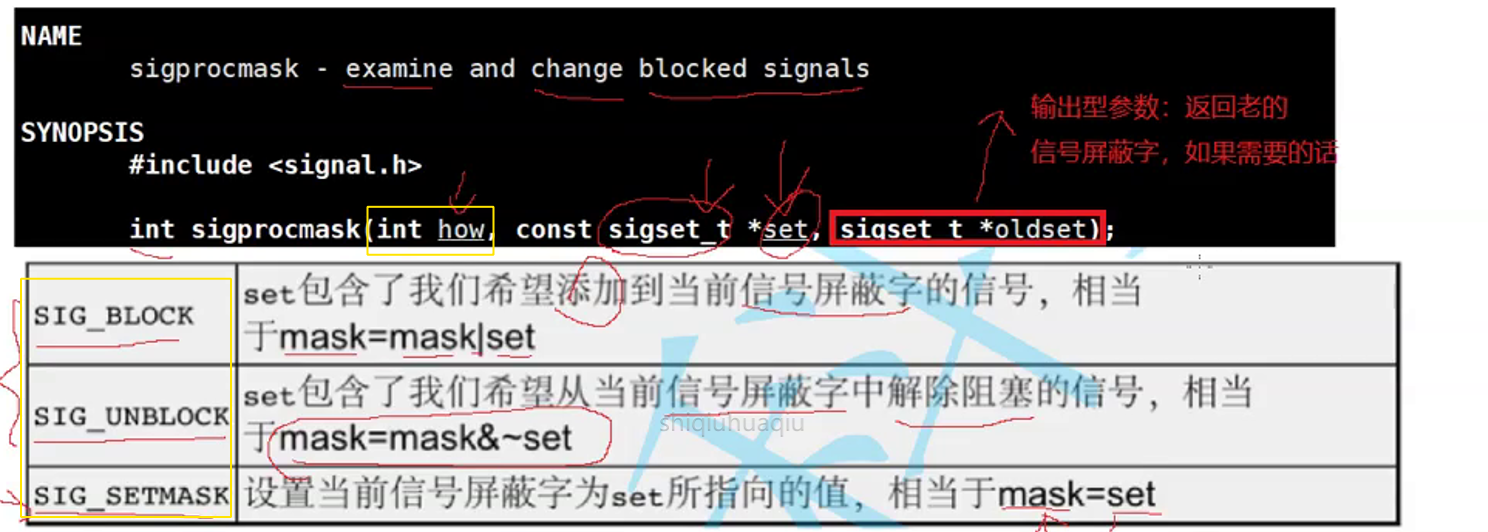 NAME
sigprocmask - examine and change blocked signals
输出型参数：返回老的
信号屏蔽字，如果需要的话
SYNOPSIS
#include <signal.h>
int sigprocmask(int how, const sigset_t *set, sigset_t *oldset);
SIG_BLOCK
set包含了我们希望添加到当前信号屏蔽字的信号，相当
于mask=mask|set
SIG_UNBLOCK
set包含了我们希望从当前信号屏蔽字中解除阻塞的信号，相当
于mask=mask&~set
shiqiuhuaqiu
SIG_SETMASK
设置当前信号屏蔽字为set所指向的值，相当于mask=set